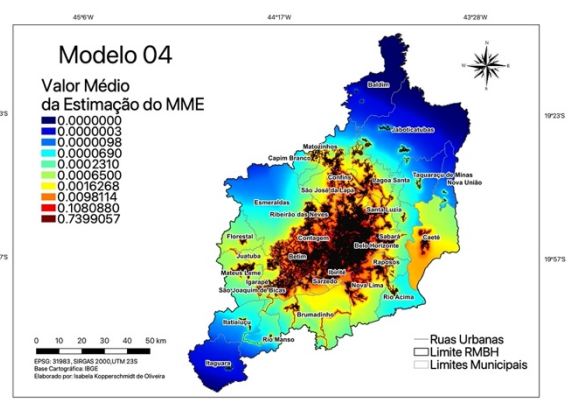 45°6'W
44°17'W
43°28'W
Modelo 04
Valor Médio
da Estimação do MME
0.0000000
0.0000003
0.0000098
0.0000690
0.0002310
0.0006500
0.0016268
0.0098114
0.1080880
0.7399057
N
W
E
S
3'S
19°23'S
7'S
19°57'S
Baldim
Jaboticatubas
Matozinhos
Capim Branco
Confins
Lagoa Santa
Taguaraçu de Minas
Nova União
São José da Lapa
Esmeraldas
Ribeirão das Neves
Santa Luzia
Florestal
Contagem
Sabará
Caeté
Belo Horizonte
Juatuba
Betim
Raposos
Mateus Leme
Ibirité
Igarapé
Sarzedo
Nova Lima
São Joaquim de Bicas
Rio Acima
Brumadinho
Itatiaiuçu
Rio Manso
Itaguara
0 10 20 30 40 50 km
EPSG: 31983, SIRGAS 2000,UTM 23S
Base Cartográfica: IBGE
Elaborado por: Isabela Kopperschmidt de Oliveira
Ruas Urbanas
Limite RMBH
Limites Municipais